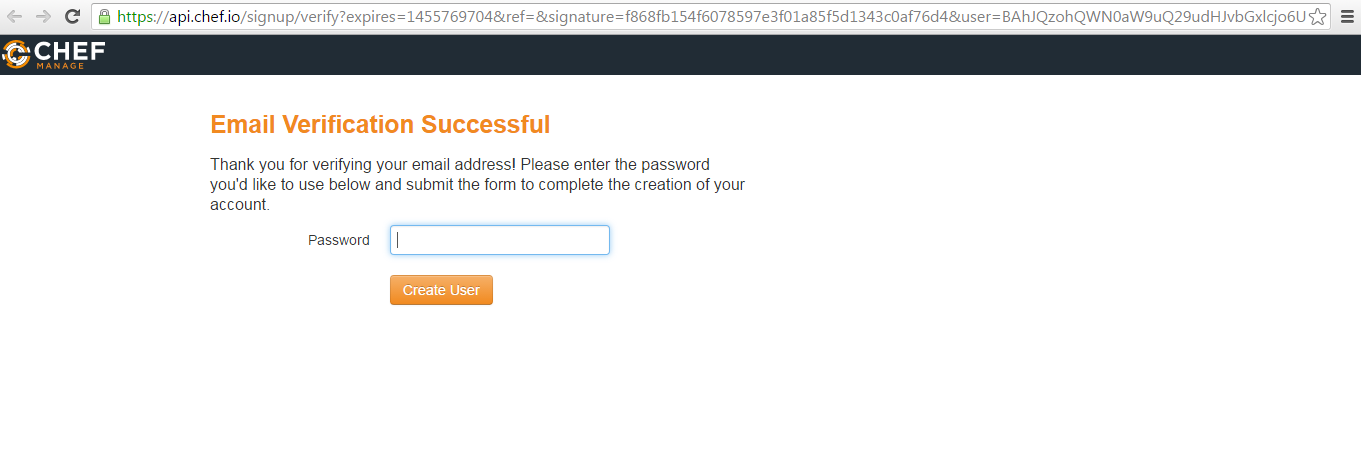 https://api.chef.io/signup/verify?expires=1455769704&ref=&signature=f868fb154f6078597e3f01a85f5d1343c0af76d4&user=BAhJQzohQWN0aW9uQ29udHJvbGxlcjo6U
CHEF
MANAGE
Email Verification Successful
Thank you for verifying your email address! Please enter the password
you'd like to use below and submit the form to complete the creation of your
account.
Password
Create User